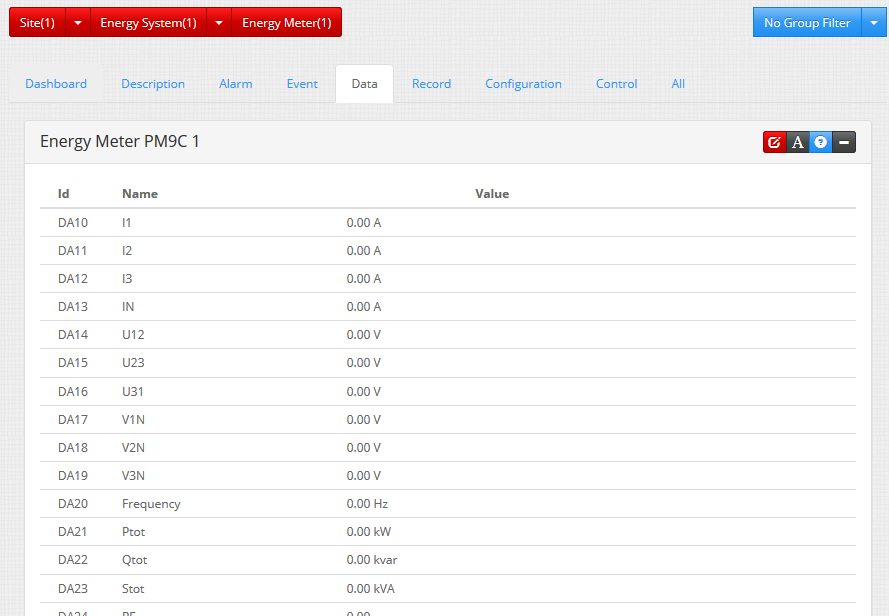 Site(1) Energy System(1) Energy Meter(1) No Group Filter
Dashboard Description Alarm Event Data Record Configuration Control All
Energy Meter PM9C 1 A ?
Id Name Value
DA10 I1 0.00 A
DA11 I2 0.00 A
DA12 I3 0.00 A
DA13 IN 0.00 A
DA14 U12 0.00 V
DA15 U23 0.00 V
DA16 U31 0.00 V
DA17 V1N 0.00 V
DA18 V2N 0.00 V
DA19 V3N 0.00 V
DA20 Frequency 0.00 Hz
DA21 Ptot 0.00 kW
DA22 Qtot 0.00 kvar
DA23 Stot 0.00 kVA
DA24 PF 0.00